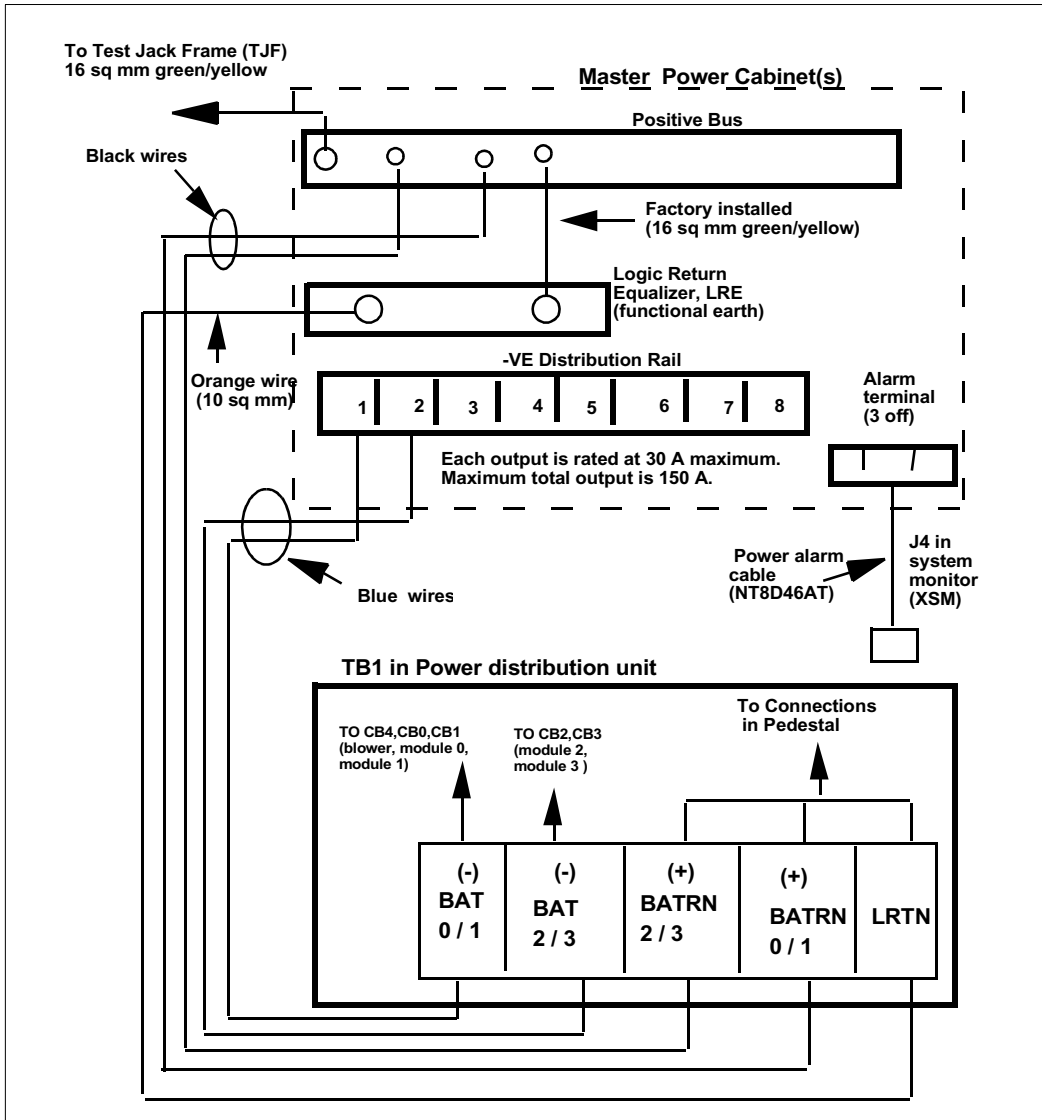 To Test Jack Frame (TJF)
16 sq mm green/yellow
Master Power Cabinet(s)
Positive Bus
Black wires
Factory installed
(16 sq mm green/yellow)
Logic Return
Equalizer, LRE
(functional earth)
Orange wire
(10 sq mm)
-VE Distribution Rail
1 2 3 4 5 6 7 8
Alarm
terminal
(3 off)
Each output is rated at 30 A maximum.
Maximum total output is 150 A.
Blue wires
Power alarm
cable
(NT8D46AT)
J4 in
system
monitor
(XSM)
TB1 in Power distribution unit
To Connections
in Pedestal
TO CB4,CB0,CB1
(blower, module 0,
module 1)
TO CB2,CB3
(module 2,
module 3 )
(-)
BAT
0 / 1
(-)
BAT
2 / 3
(+)
BATRN
2 / 3
(+)
BATRN
0 / 1
LRTN